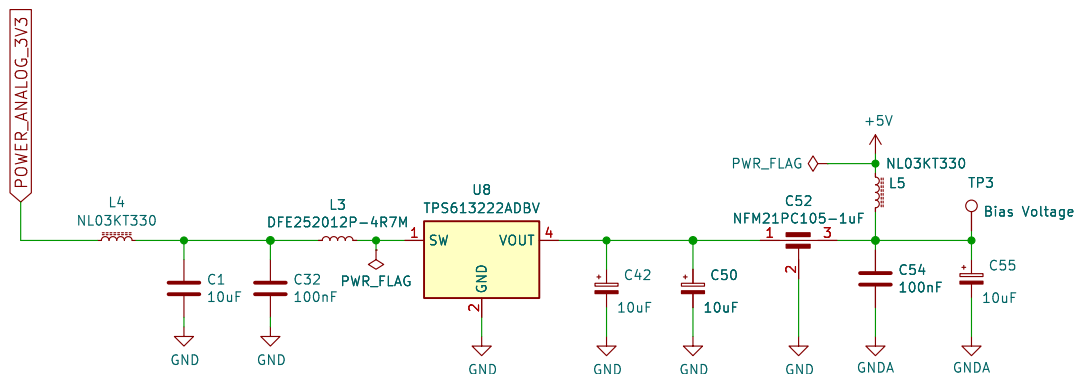 POWER_ANALOG_3V3
L4
NL03KT330
C1
10uF
GND
C32
100nF
GND
L3
DFE252012P-4R7M
PWR_FLAG
U8
TPS613222ADBV
1
SW
VOUT
4
GND
2
GND
C42
10uF
GND
C50
10uF
GND
C52
NFM21PC105-1uF
1
3
2
GND
+5V
PWR_FLAG
NL03KT330
L5
C54
100nF
GNDA
TP3
Bias Voltage
C55
10uF
GNDA